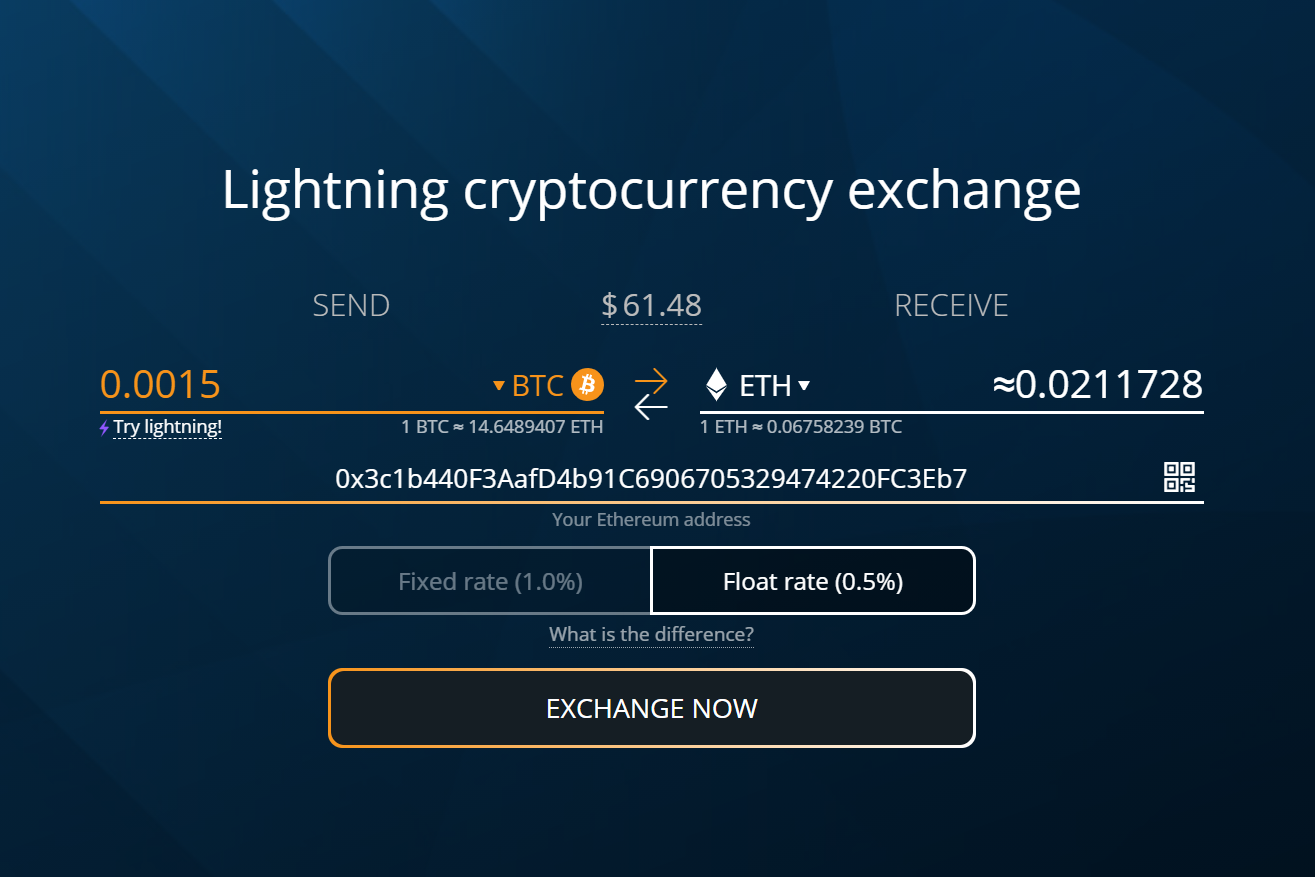 Lightning cryptocurrency exchange
SEND
$ 61.48
RECEIVE
0.0015
BTC
ETH
≈0.0211728
Try lightning!
1 BTC ≈ 14.6489407 ETH
1 ETH ≈ 0.06758239 BTC
0x3c1b440F3AafD4b91C6906705329474220FC3Eb7
Your Ethereum address
Fixed rate (1.0%)
Float rate (0.5%)
What is the difference?
EXCHANGE NOW